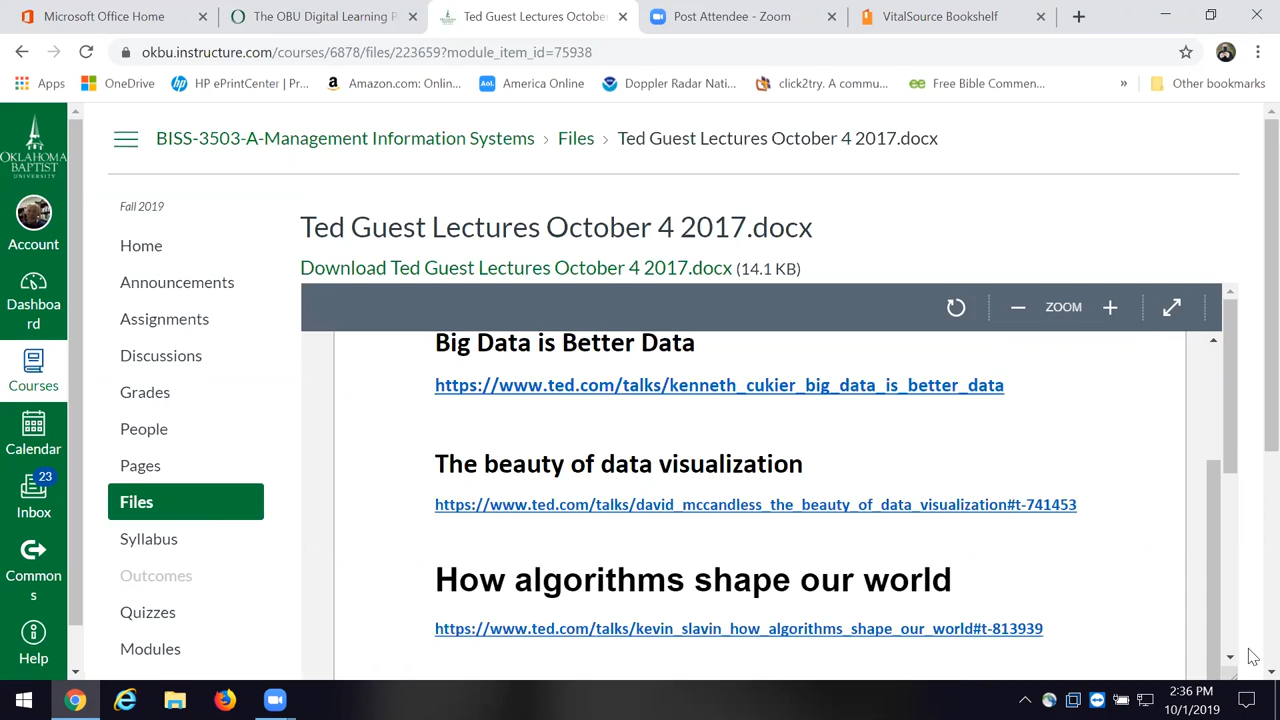 Microsoft Office Home
The OBU Digital Learning P
Ted Guest Lectures October
Post Attendee - Zoom
VitalSource Bookshelf
okbu.instructure.com/courses/6878/files/223659?module_item_id=75938
Apps
OneDrive
HP ePrintCenter | Pr...
Amazon.com: Onlin...
America Online
Doppler Radar Nati...
click2try. A commu...
Free Bible Commen...
»
Other bookmarks
OKLAHOMA
BAPTIST
UNIVERSITY
Account
Dashboa
rd
Courses
Calendar
23
Inbox
Common
s
Help
BISS-3503-A-Management Information Systems › Files › Ted Guest Lectures October 4 2017.docx
Fall 2019
Home
Announcements
Assignments
Discussions
Grades
People
Pages
Files
Syllabus
Outcomes
Quizzes
Modules
Ted Guest Lectures October 4 2017.docx
Download Ted Guest Lectures October 4 2017.docx (14.1 KB)
ZOOM
Big Data is Better Data
https://www.ted.com/talks/kenneth_cukier_big_data_is_better_data
The beauty of data visualization
https://www.ted.com/talks/david_mccandless_the_beauty_of_data_visualization#t-741453
How algorithms shape our world
https://www.ted.com/talks/kevin_slavin_how_algorithms_shape_our_world#t-813939
2:36 PM
10/1/2019